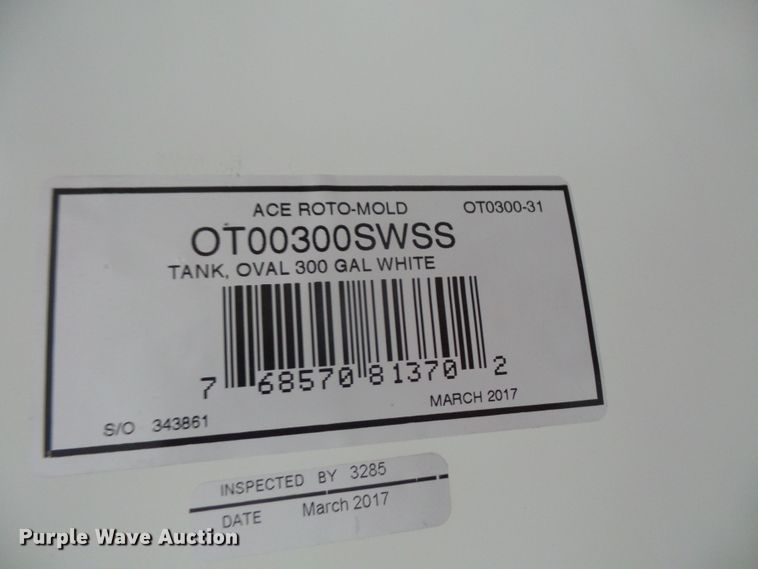 ACE ROTO-MOLD OT0300-31
OT00300SWSS
TANK, OVAL 300 GAL WHITE
7 68570 81370 2
S/O 343861 MARCH 2017
INSPECTED BY 3285
DATE March 2017
Purple Wave Auction